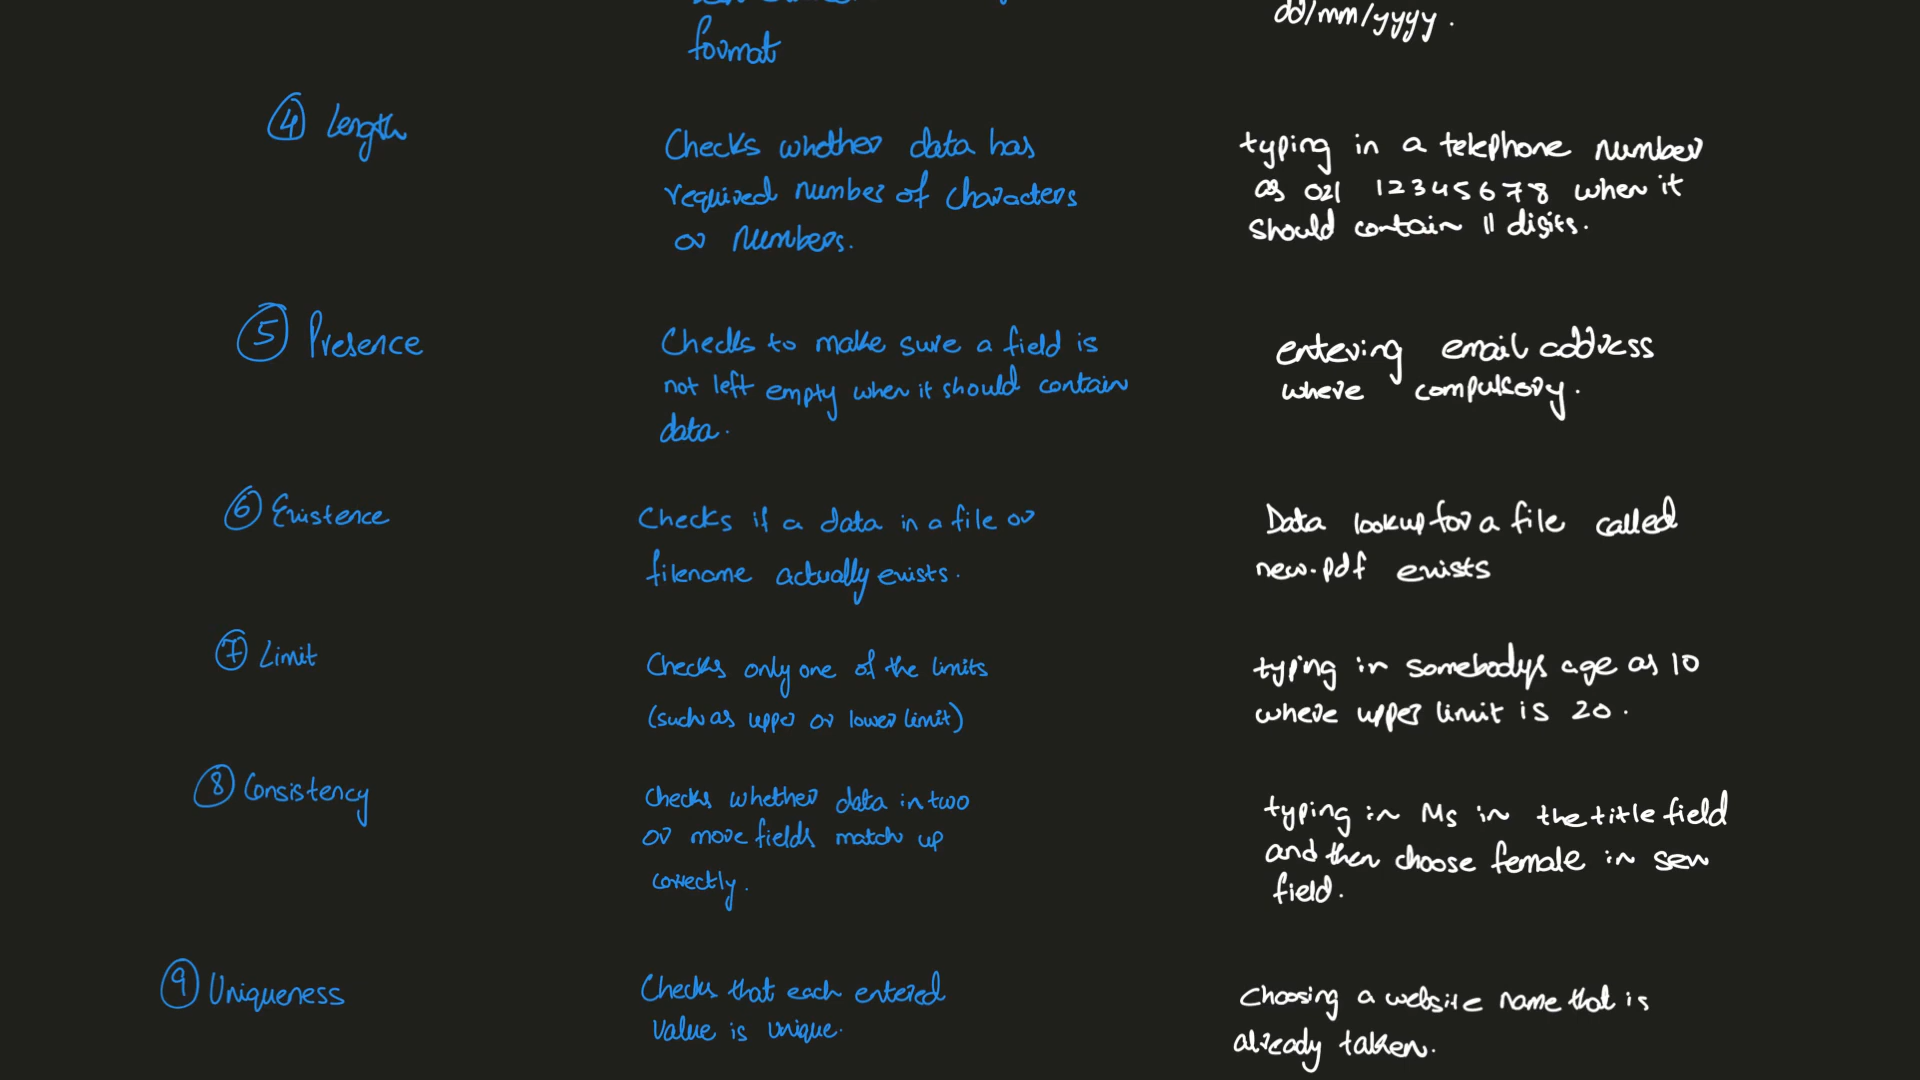 format
dd/mm/yyyy.
④ Length
Checks whether data has
required number of characters
or numbers.
typing in a telephone number
as 021 12345678 when it
should contain 11 digits.
⑤ Presence
Checks to make sure a field is
not left empty when it should contain
data.
entering email address
where compulsory.
⑥ Existence
Checks if a data in a file or
filename actually exists.
Data lookup for a file called
new.pdf exists
⑦ Limit
Checks only one of the limits
(such as upper or lower limit)
typing in somebodys age as 10
where upper limit is 20.
⑧ Consistency
Checks whether data in two
or more fields match up
correctly.
typing in Ms in the title field
and then choose female in sex
field.
⑨ Uniqueness
Checks that each entered
value is unique.
Choosing a website name that is
already taken.